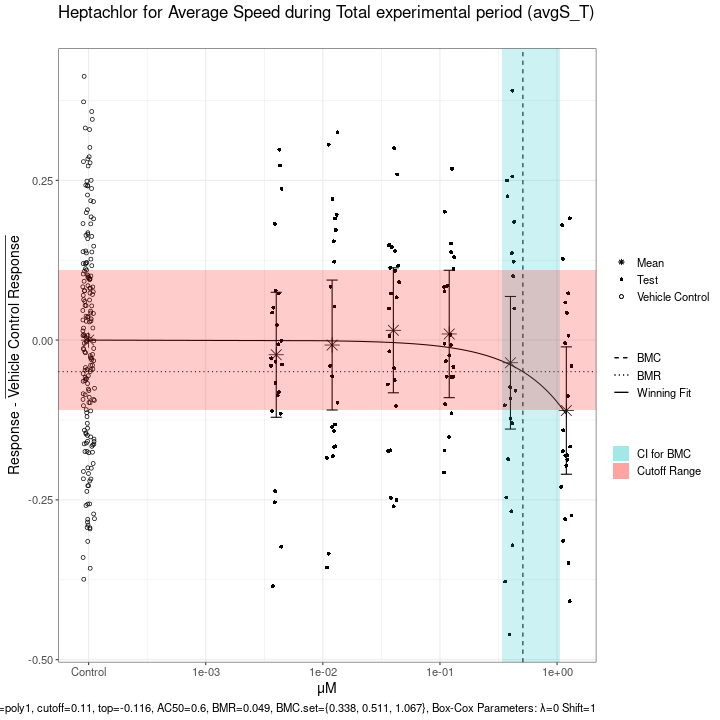 Heptachlor for Average Speed during Total experimental period (avgS_T)
Response - Vehicle Control Response
0.25
0.00
-0.25
-0.50
Control
1e-03
1e-02
1e-01
1e+00
μM
Mean
Test
Vehicle Control
BMC
BMR
Winning Fit
CI for BMC
Cutoff Range
=poly1, cutoff=0.11, top=-0.116, AC50=0.6, BMR=0.049, BMC.set={0.338, 0.511, 1.067}, Box-Cox Parameters: λ=0 Shift=1